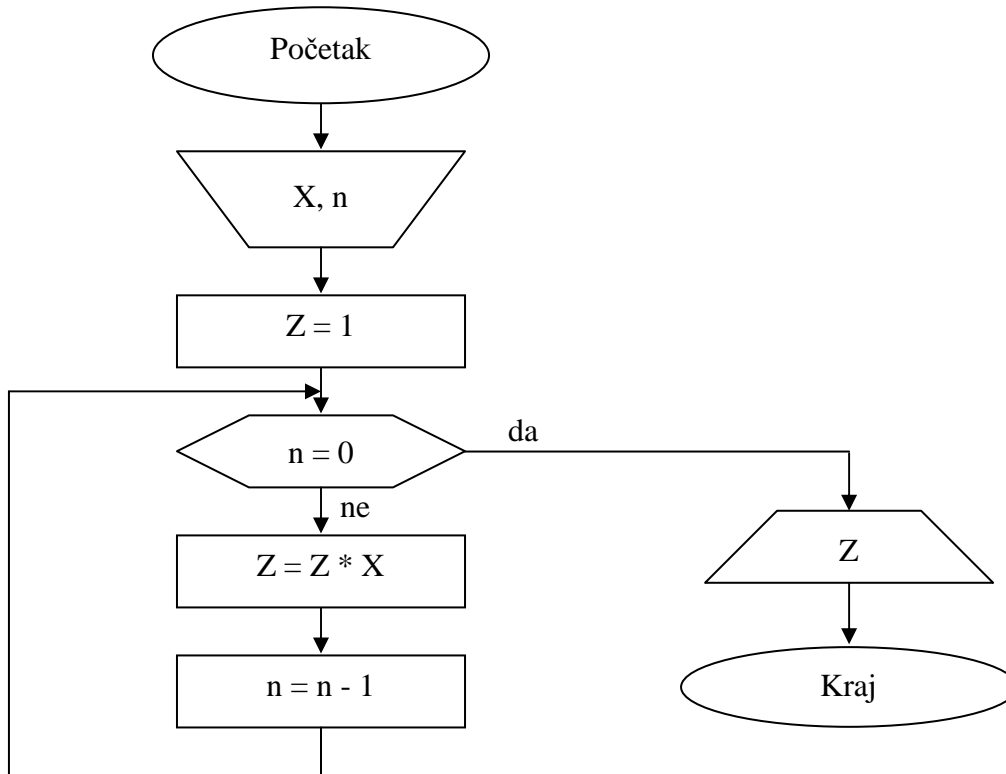 Početak
X, n
Z = 1
n = 0
da
ne
Z = Z * X
Z
n = n - 1
Kraj